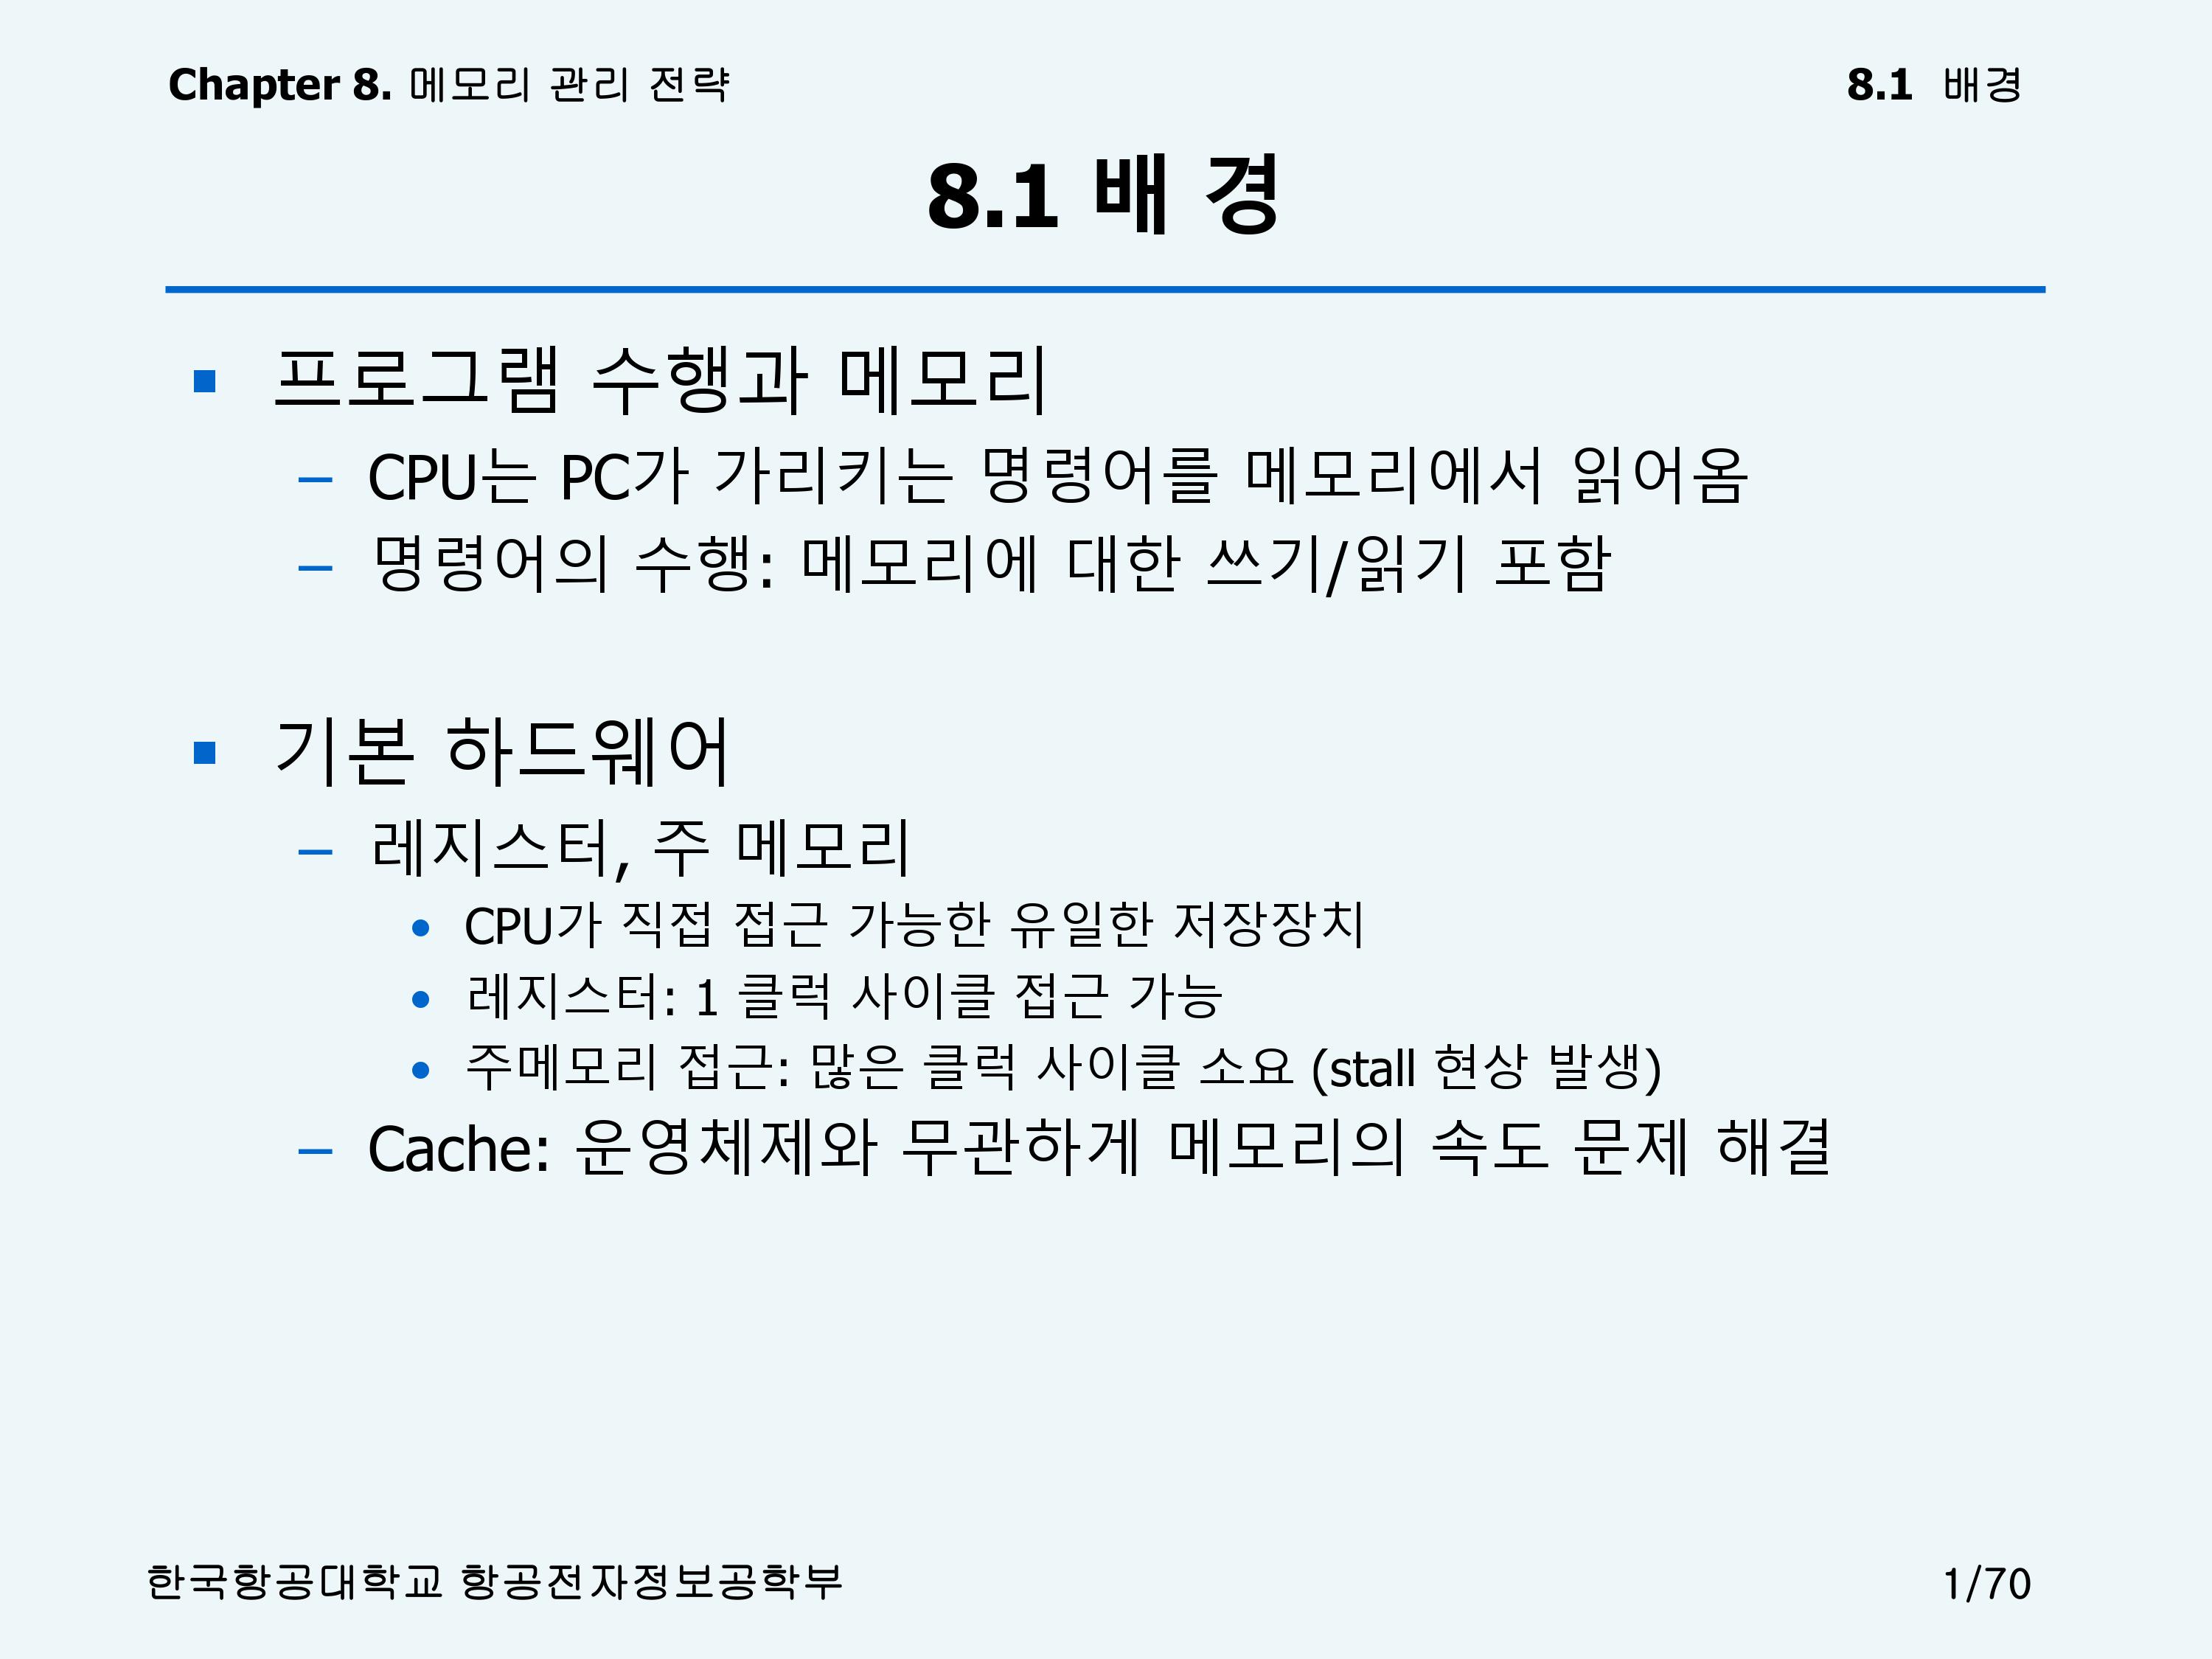 Chapter 8. 메모리 관리 전략
8.1 배경
8.1 배 경
▪ 프로그램 수행과 메모리
– CPU는 PC가 가리키는 명령어를 메모리에서 읽어옴
– 명령어의 수행: 메모리에 대한 쓰기/읽기 포함
▪ 기본 하드웨어
– 레지스터, 주 메모리
• CPU가 직접 접근 가능한 유일한 저장장치
• 레지스터: 1 클럭 사이클 접근 가능
• 주메모리 접근: 많은 클럭 사이클 소요 (stall 현상 발생)
– Cache: 운영체제와 무관하게 메모리의 속도 문제 해결
한국항공대학교 항공전자정보공학부
1/70